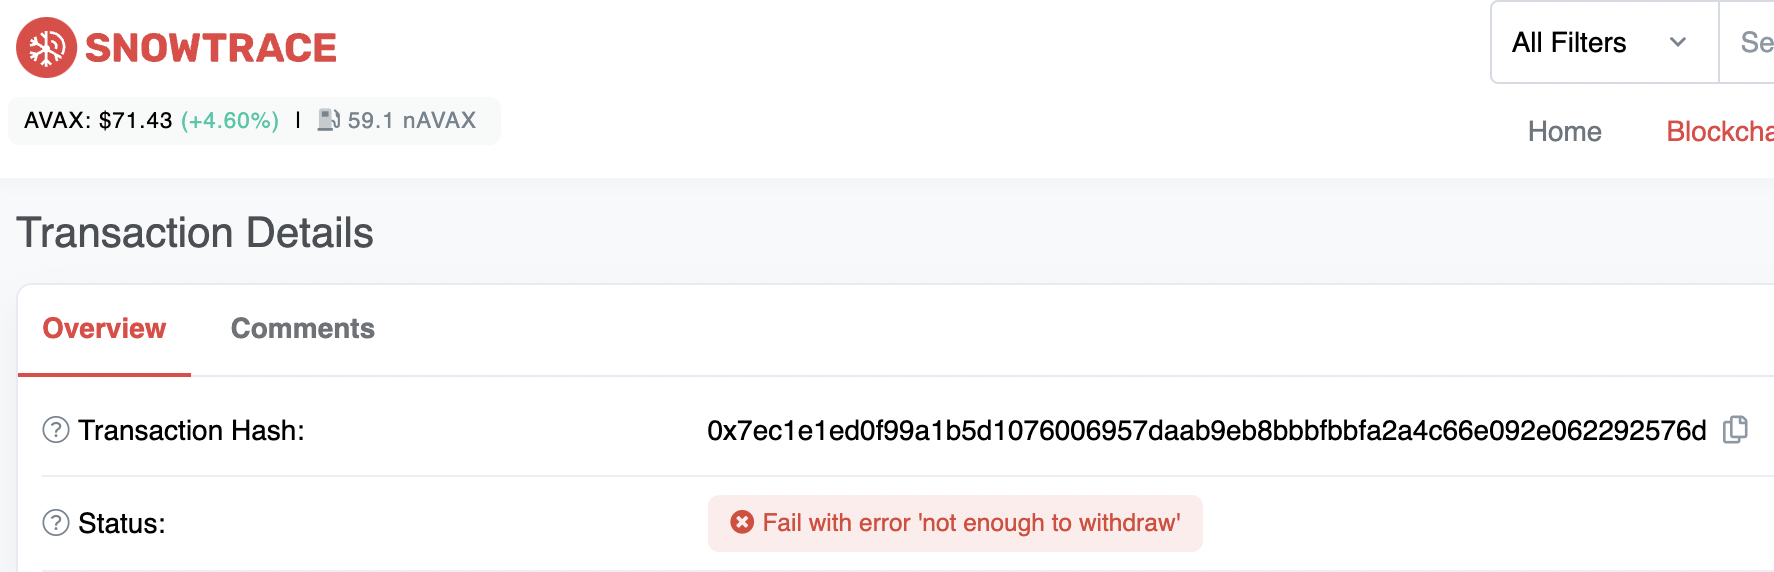 SNOWTRACE
All Filters
Se
AVAX: $71.43 (+4.60%) | 59.1 nAVAX
Home
Blockcha
Transaction Details
Overview
Comments
Transaction Hash:
0x7ec1e1ed0f99a1b5d1076006957daab9eb8bbbfbbfa2a4c66e092e062292576d
Status:
Fail with error 'not enough to withdraw'